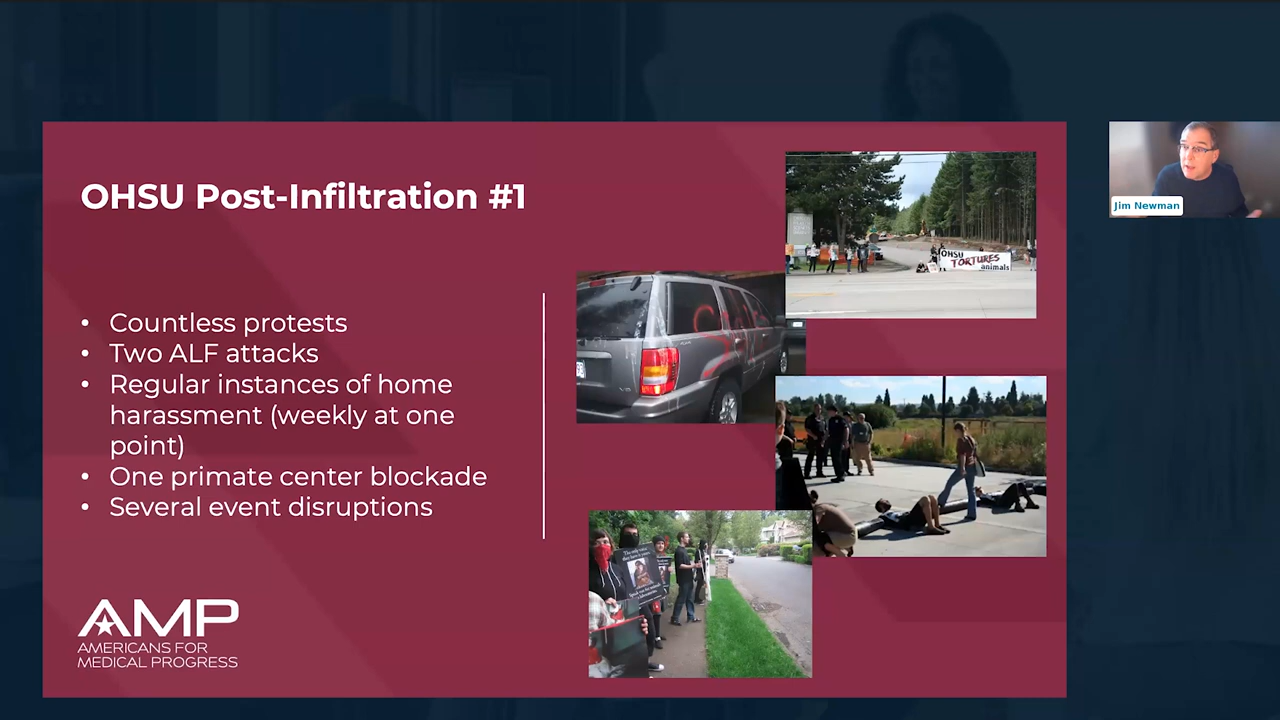 OHSU Post-Infiltration #1
• Countless protests
• Two ALF attacks
• Regular instances of home
harassment (weekly at one
point)
• One primate center blockade
• Several event disruptions
AMP
AMERICANS FOR
MEDICAL PROGRESS
OHSU
TORTURES
animals
Jim Newman